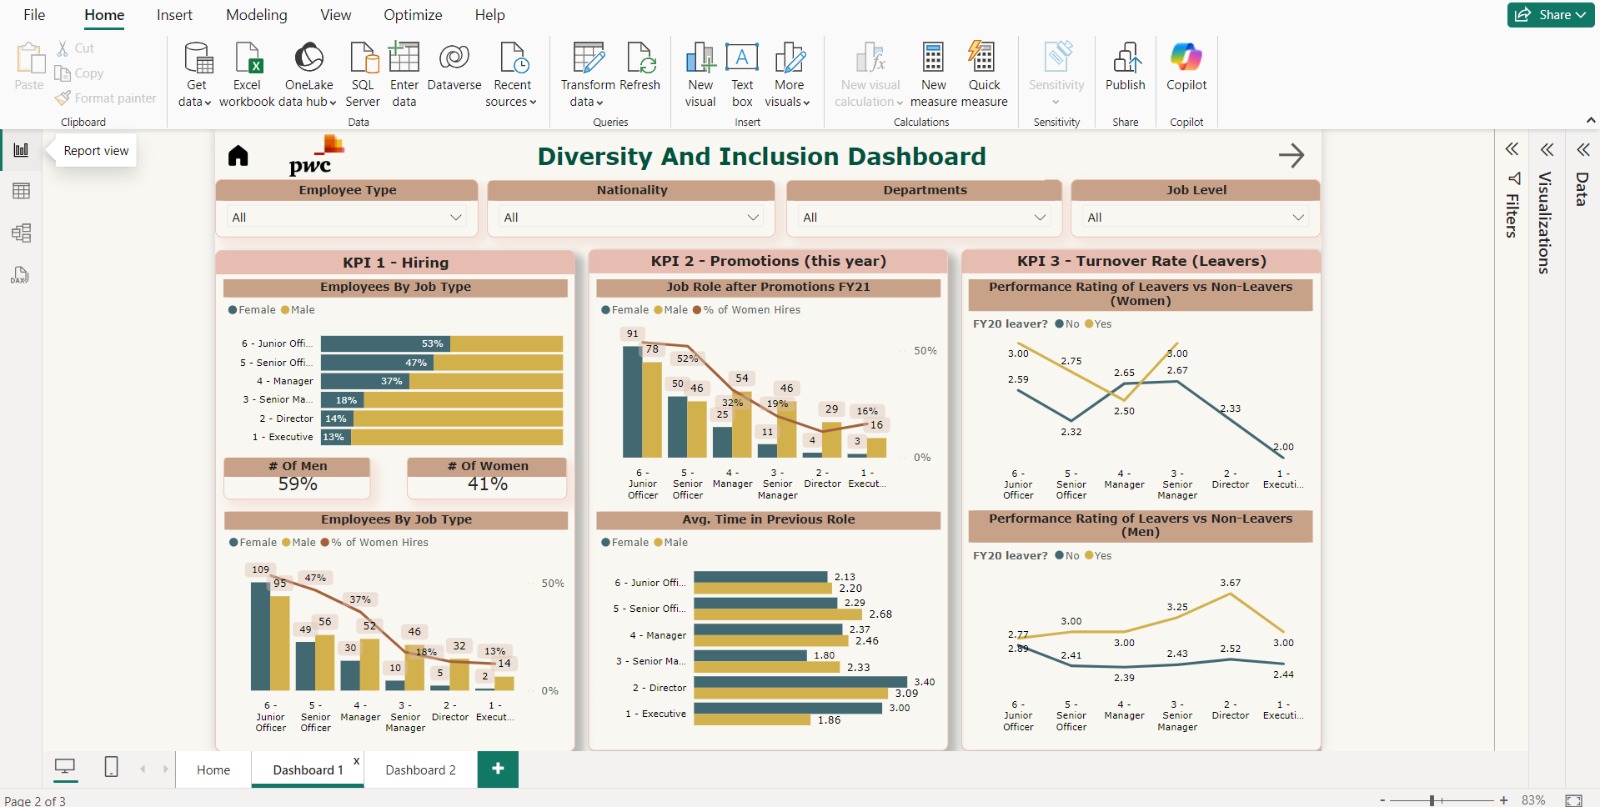 File Home Insert Modeling View Optimize Help Share
Paste Cut
Copy
Format painter
Get data Excel workbook OneLake data hub SQL Server Enter data Dataverse Recent sources
Transform data Refresh New visual Text box More visuals
New visual calculation New measure Quick measure Sensitivity Publish Copilot
Clipboard Data Queries Insert Calculations Sensitivity Share Copilot
Report view
DAX
pwc
Diversity And Inclusion Dashboard
Employee Type Nationality Departments Job Level
All All All All
Filters
Visualizations
Data
KPI 1 - Hiring
Employees By Job Type
Female Male
6 - Junior Offi... 53%
5 - Senior Offi... 47%
4 - Manager 37%
3 - Senior Ma... 18%
2 - Director 14%
1 - Executive 13%
# Of Men # Of Women
59% 41%
Employees By Job Type
Female Male % of Women Hires
109 95 47% 50%
49 56 37%
30 52
10 46 18%
5 32
13% 2 14
0%
6 - Junior Officer
5 - Senior Officer
4 - Manager
3 - Senior Manager
2 - Director
1 - Execut...
KPI 2 - Promotions (this year)
Job Role after Promotions FY21
Female Male % of Women Hires
91 78 50%
52% 50 46
54 32% 25
46 19% 11
29 4
16% 16 3
0%
6 - Junior Officer
5 - Senior Officer
4 - Manager
3 - Senior Manager
2 - Director
1 - Execut...
Avg. Time in Previous Role
Female Male
6 - Junior Offi... 2.13 2.20
5 - Senior Offi... 2.29 2.68
4 - Manager 2.37 2.46
3 - Senior Ma... 1.80 2.33
2 - Director 3.40 3.09
1 - Executive 3.00 1.86
KPI 3 - Turnover Rate (Leavers)
Performance Rating of Leavers vs Non-Leavers
(Women)
FY20 leaver? No Yes
3.00 2.75 2.50 3.00
2.59 2.32 2.65 2.67 2.33 2.00
6 - Junior Officer
5 - Senior Officer
4 - Manager
3 - Senior Manager
2 - Director
1 - Executi...
Performance Rating of Leavers vs Non-Leavers
(Men)
FY20 leaver? No Yes
2.77 3.00 3.00 3.25 3.67 3.00
2.89 2.41 2.39 2.43 2.52 2.44
6 - Junior Officer
5 - Senior Officer
4 - Manager
3 - Senior Manager
2 - Director
1 - Executi...
Home Dashboard 1 x Dashboard 2 +
Page 2 of 3 - + 83%